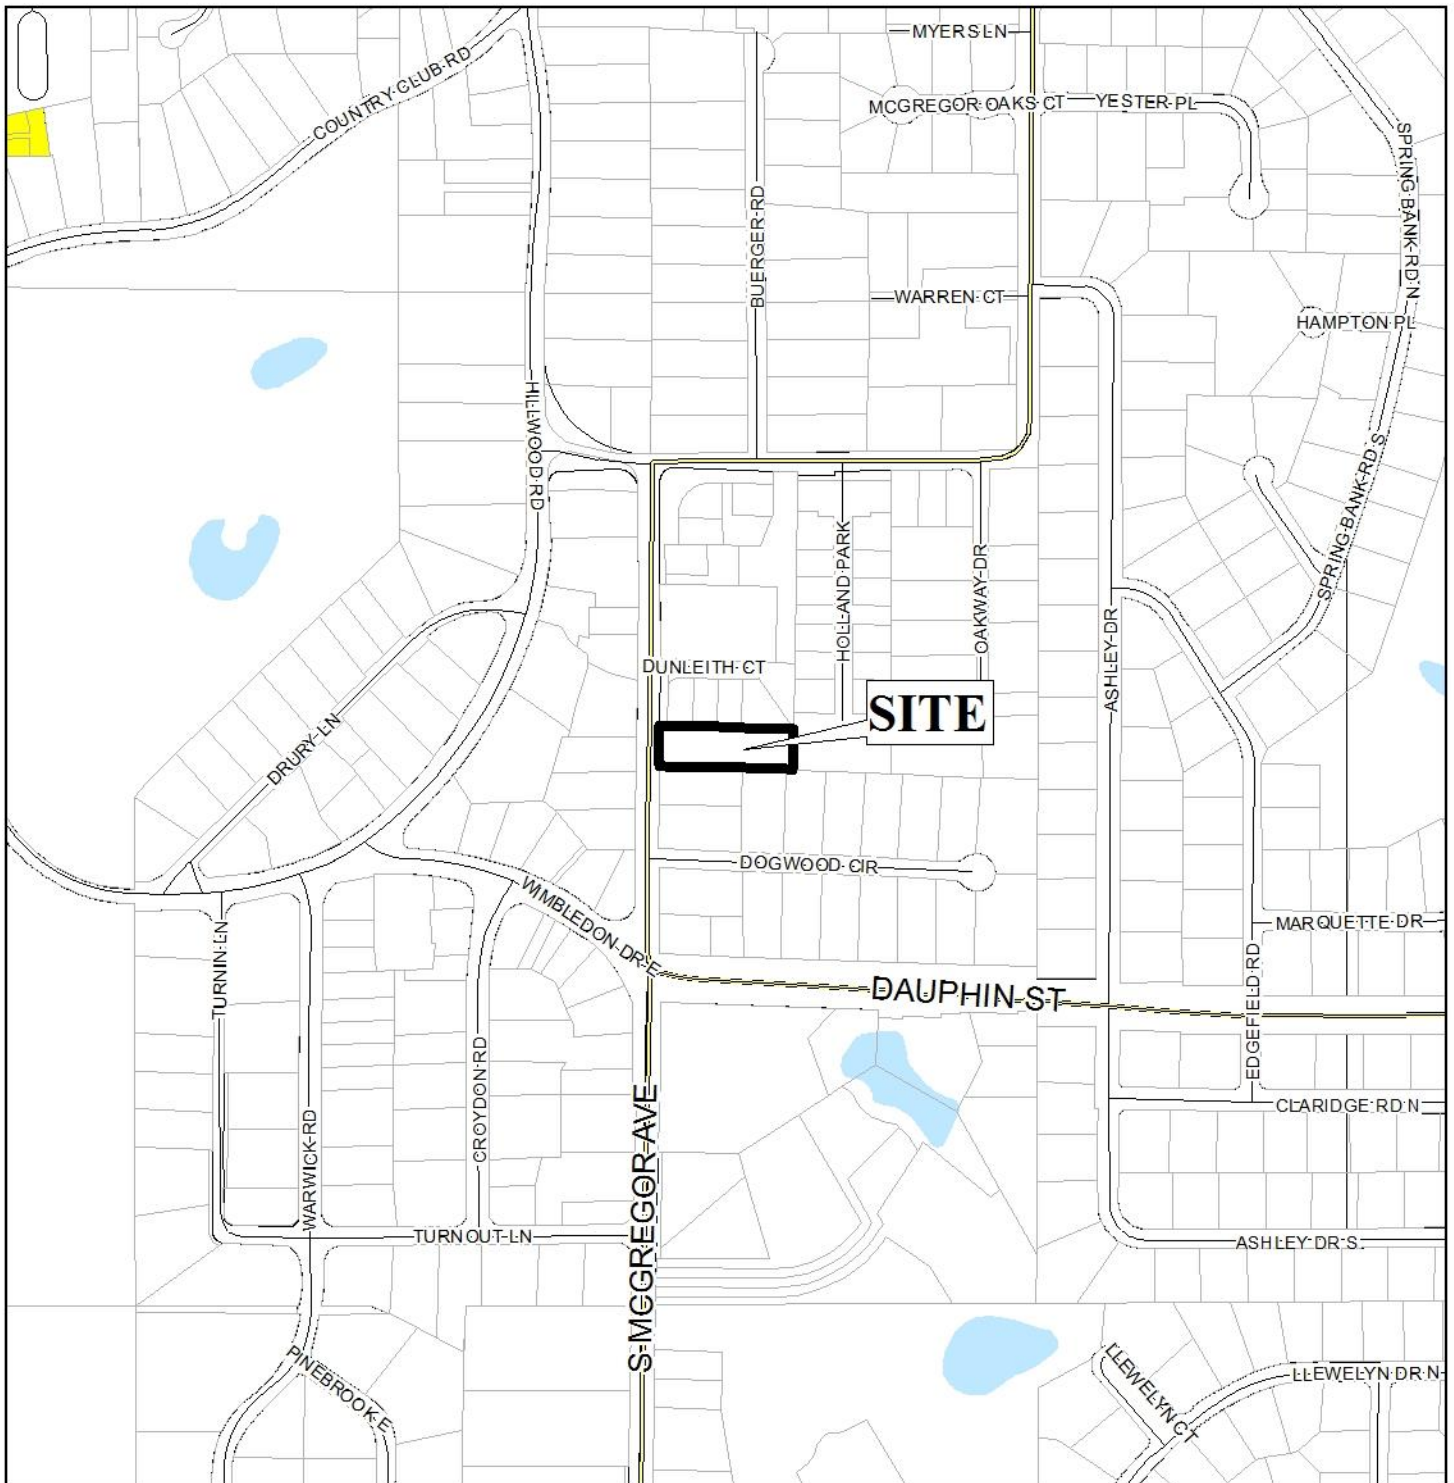 MYERS LN
COUNTRY CLUB RD
MCGREGOR OAKS CT
YESTER PL
SPRING BANK RD N
BUERGER RD
WARREN CT
HAMPTON PL
HILLWOOD RD
SPRING BANK RD S
HOLLAND PARK
OAKWAY DR
ASHLEY DR
DUNLEITH CT
SITE
DRURY LN
DOGWOOD CIR
WIMBLEDON DR E
MARQUETTE DR
TURNIN LN
EDGEFIELD RD
DAUPHIN ST
CROYDON RD
WARWICK RD
CLARIDGE RD N
S MCGREGOR AVE
TURNOUT LN
ASHLEY DR S
PINEBROOK E
LLEWELYN CT
LLEWELYN DR N